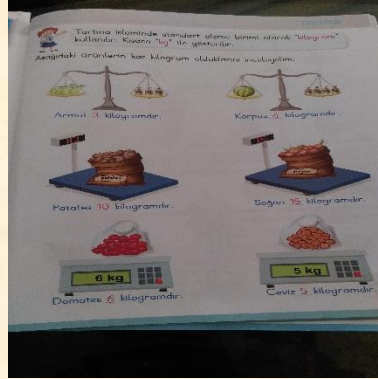 TARTMA
Tartma işleminde standart ölçme birimi olarak "kilogram"
kullanılır. Kısaca "kg" ile gösterilir.
Aşağıdaki ürünlerin kaç kilogram olduklarını inceleyelim.
Armut 3 kilogramdır.
Karpuz 4 kilogramdır.
Patates 10 kilogramdır.
Soğan 15 kilogramdır.
6 kg
5 kg
Domates 6 kilogramdır.
Ceviz 5 kilogramdır.